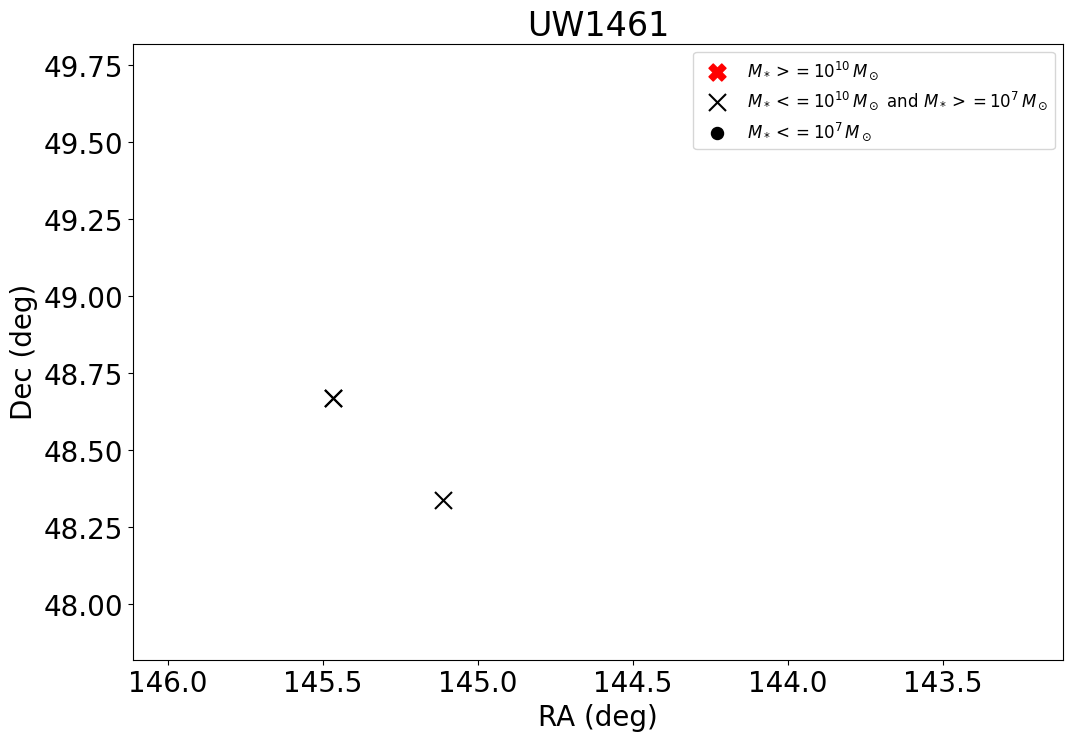 UW1461
M* >= 10^10 M⊙
M* <= 10^10 M⊙ and M* >= 10^7 M⊙
M* <= 10^7 M⊙
49.75
49.50
49.25
49.00
48.75
48.50
48.25
48.00
Dec (deg)
146.0 145.5 145.0 144.5 144.0 143.5
RA (deg)